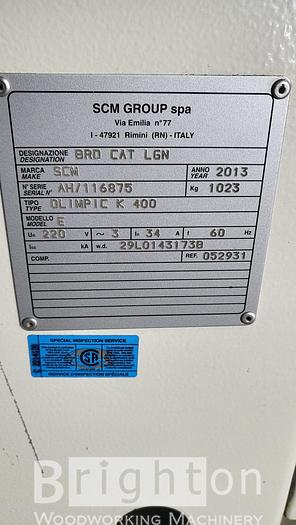 SCM GROUP spa
Via Emilia n°77
I - 47921 Rimini (RN) - ITALY
DESIGNAZIONE DESIGNATION BRD CAT LGN
MARCA MAKE SCM ANNO YEAR 2013
N° SERIE SERIAL N° AH/116875 Kg 1023
TIPO TYPE OLIMPIC K 400
MODELLO MODEL E
Un 220 V ~ 3 In 34 A f 60 Hz
Icc kA w.d. 29L0143173B
COMP. REF. 052931
SPECIAL INSPECTION SERVICE
SERVICE D'INSPECTION SPÉCIALE
Brighton
WOODWORKING MACHINERY